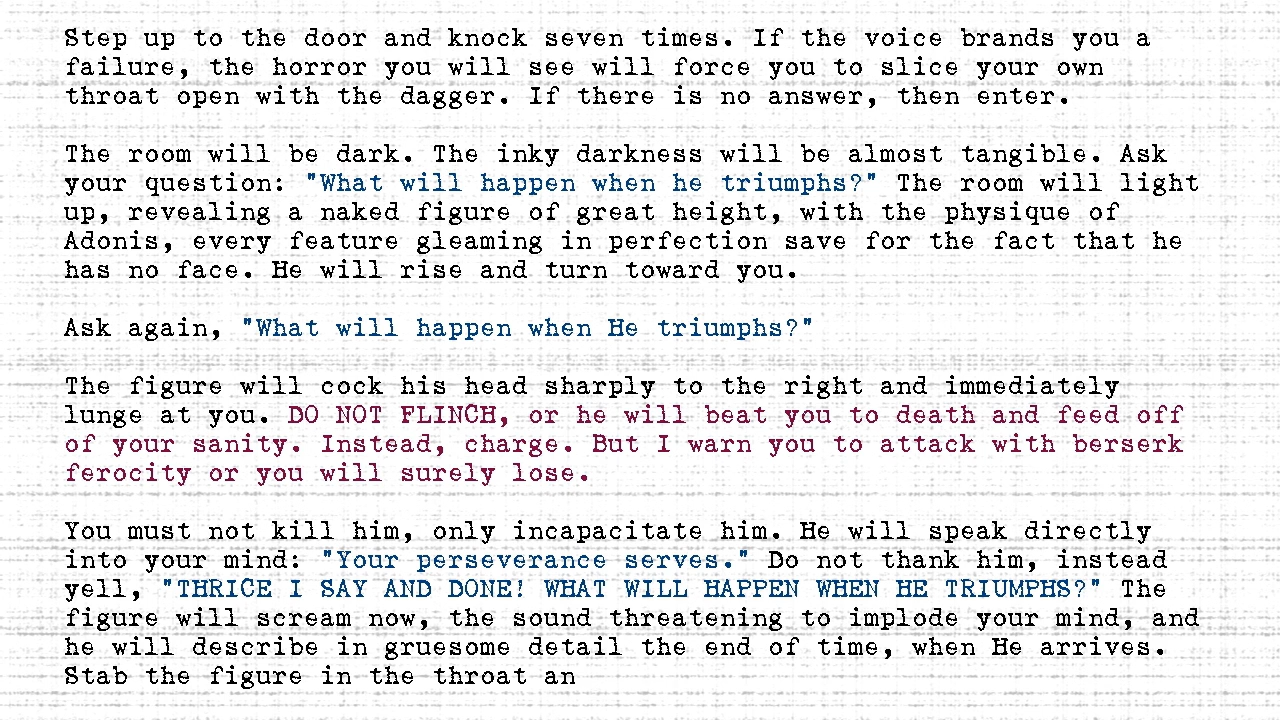 Step up to the door and knock seven times. If the voice brands you a
failure, the horror you will see will force you to slice your own
throat open with the dagger. If there is no answer, then enter.
The room will be dark. The inky darkness will be almost tangible. Ask
your question: "What will happen when he triumphs?" The room will light
up, revealing a naked figure of great height, with the physique of
Adonis, every feature gleaming in perfection save for the fact that he
has no face. He will rise and turn toward you.
Ask again, "What will happen when He triumphs?"
The figure will cock his head sharply to the right and immediately
lunge at you. DO NOT FLINCH, or he will beat you to death and feed off
of your sanity. Instead, charge. But I warn you to attack with berserk
ferocity or you will surely lose.
You must not kill him, only incapacitate him. He will speak directly
into your mind: "Your perseverance serves." Do not thank him, instead
yell, "THRICE I SAY AND DONE! WHAT WILL HAPPEN WHEN HE TRIUMPHS?" The
figure will scream now, the sound threatening to implode your mind, and
he will describe in gruesome detail the end of time, when He arrives.
Stab the figure in the throat an